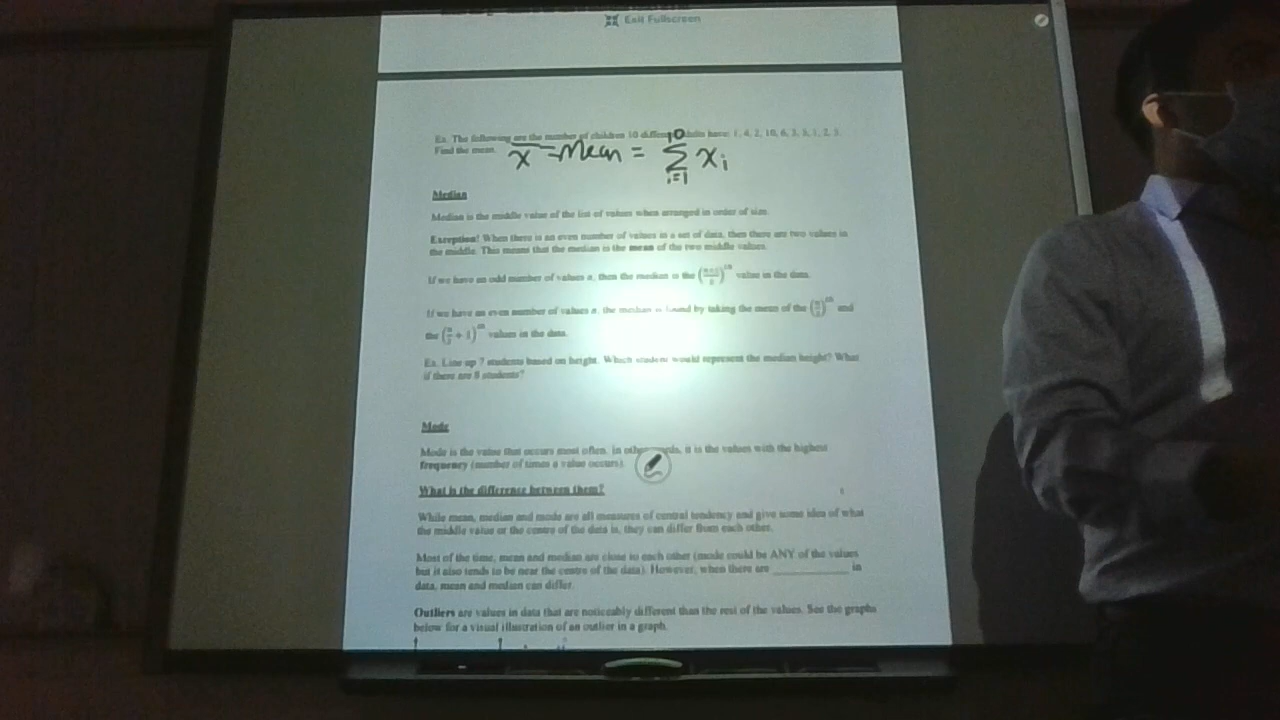 Exit Fullscreen
Ex. The following are the number of children 10 different adults have: 1, 4, 2, 10, 6, 3,
Find the mean.
x̄ = Mean = 10 Σ i=1 xᵢ
Median
Median is the middle value of the list of values when arranged in order of size.
Exception! When there is an even number of values in a set of data, then there are two values in
the middle. This means that the median is the mean of the two middle values.
If we have an odd number of values n, then the median is the value in the data.
If we have an even number of values n, the median is found by taking the mean of the (n/2)th and
the (n/2 + 1)th values in the data.
Ex. Line up 7 students based on height. Which student would represent the median height? What
if there are 8 students?
Mode
Mode is the value that occurs most often. In other words, it is the values with the highest
frequency (number of times a value occurs).
What is the difference between them?
While mean, median and mode are all measures of central tendency and give some idea of what
the middle value or the centre of the data is, they can differ from each other.
Most of the time, mean and median are close to each other (mode could be ANY of the values
but it also tends to be near the centre of the data). However, when there are ____________ in
data, mean and median can differ.
Outliers are values in data that are noticeably different than the rest of the values. See the graphs
below for a visual illustration of an outlier in a graph.